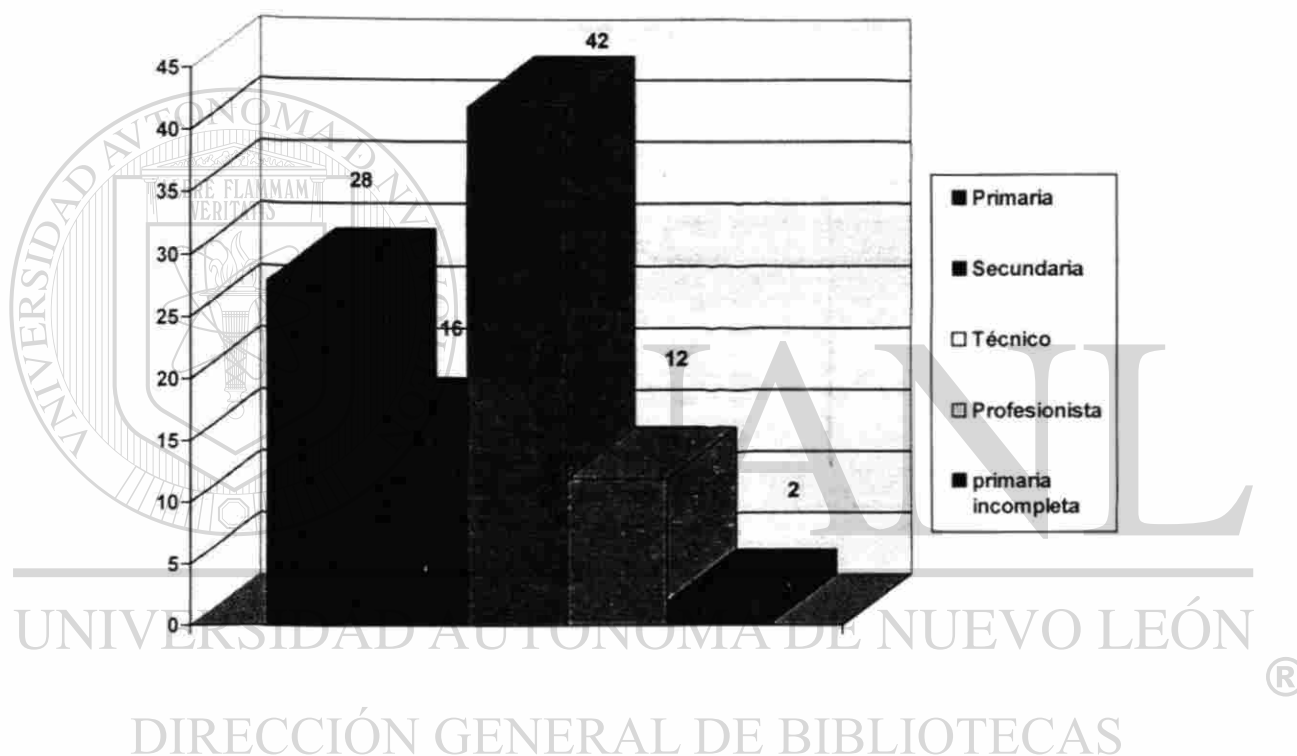 42
45
40
35
30
25
20
15
10
5
0
28
16
12
2
Primaria
Secundaria
Técnico
Profesionista
primaria
incompleta
UNIVERSIDAD AUTÓNOMA DE NUEVO LEÓN
®
DIRECCIÓN GENERAL DE BIBLIOTECAS
UANL
FLAMMAM
VERITATIS